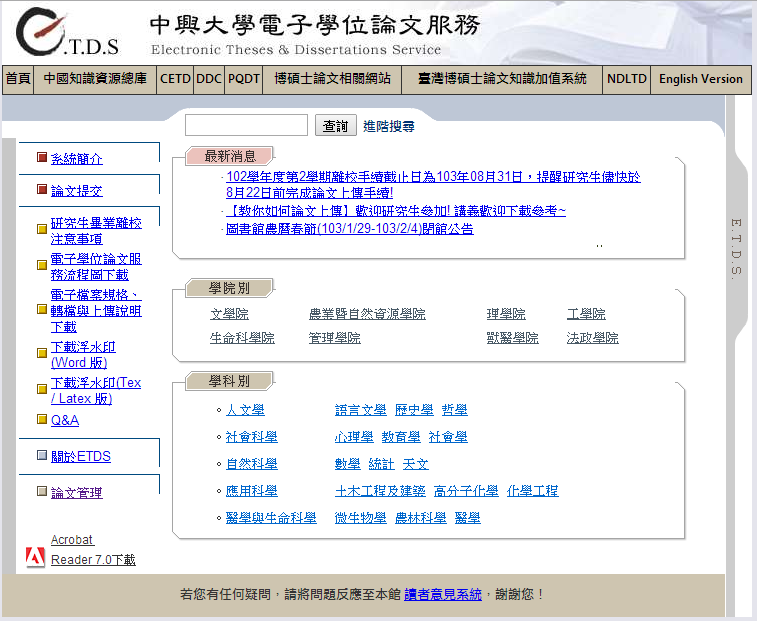 .T.D.S
中興大學電子學位論文服務
Electronic Theses & Dissertations Service
首頁 中國知識資源總庫 CETD DDC PQDT 博碩士論文相關網站 臺灣博碩士論文知識加值系統 NDLTD English Version
查詢 進階搜尋
系統簡介
論文提交
研究生畢業離校
注意事項
電子學位論文服
務流程圖下載
電子檔案規格、
轉檔與上傳說明
下載
下載浮水印
(Word 版)
下載浮水印(Tex
/ Latex 版)
Q&A
關於ETDS
論文管理
Acrobat
Reader 7.0下載
最新消息
·102學年度第2學期離校手續截止日為103年08月31日，提醒研究生儘快於
8月22日前完成論文上傳手續!
·【教你如何論文上傳】歡迎研究生參加! 講義歡迎下載參考~
·圖書館農曆春節(103/1/29-103/2/4)閉館公告
..
學院別
文學院 農業暨自然資源學院 理學院 工學院
生命科學院 管理學院 獸醫學院 法政學院
學科別
人文學 語言文學 歷史學 哲學
社會科學 心理學 教育學 社會學
自然科學 數學 統計 天文
應用科學 土木工程及建築 高分子化學 化學工程
醫學與生命科學 微生物學 農林科學 醫學
E.T.D.S.
若您有任何疑問，請將問題反應至本館 讀者意見系統，謝謝您！